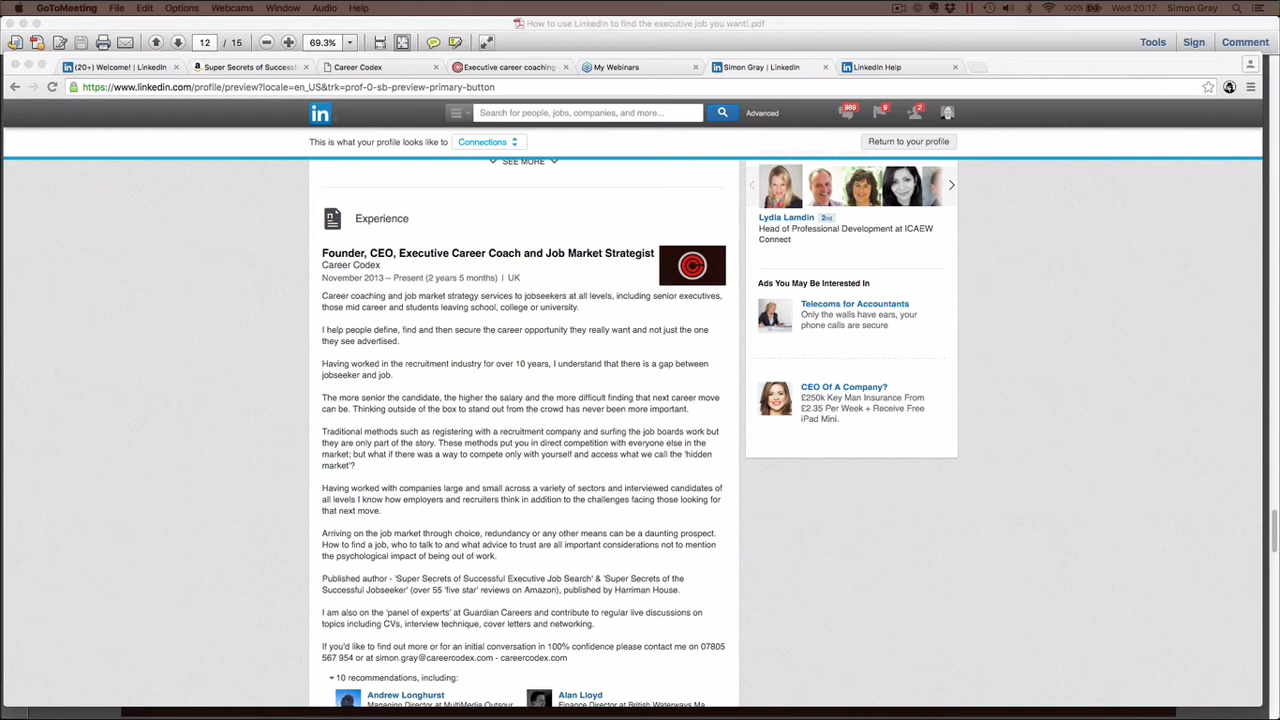 GoToMeeting File Edit Options Webcams Window Audio Help 100% Wed 20:17 Simon Gray
How to use LinkedIn to find the executive job you want!.pdf
12 / 15 69.3% Tools Sign Comment
(20+) Welcome! | LinkedIn Super Secrets of Successf Career Codex Executive career coaching My Webinars Simon Gray | LinkedIn LinkedIn Help
https://www.linkedin.com/profile/preview?locale=en_US&trk=prof-0-sb-preview-primary-button
in Search for people, jobs, companies, and more... Advanced 989 9 2
This is what your profile looks like to Connections Return to your profile
SEE MORE
Experience
Founder, CEO, Executive Career Coach and Job Market Strategist
Career Codex
November 2013 – Present (2 years 5 months) | UK
Career coaching and job market strategy services to jobseekers at all levels, including senior executives,
those mid career and students leaving school, college or university.
I help people define, find and then secure the career opportunity they really want and not just the one
they see advertised.
Having worked in the recruitment industry for over 10 years, I understand that there is a gap between
jobseeker and job.
The more senior the candidate, the higher the salary and the more difficult finding that next career move
can be. Thinking outside of the box to stand out from the crowd has never been more important.
Traditional methods such as registering with a recruitment company and surfing the job boards work but
they are only part of the story. These methods put you in direct competition with everyone else in the
market; but what if there was a way to compete only with yourself and access what we call the 'hidden
market'?
Having worked with companies large and small across a variety of sectors and interviewed candidates of
all levels I know how employers and recruiters think in addition to the challenges facing those looking for
that next move.
Arriving on the job market through choice, redundancy or any other means can be a daunting prospect.
How to find a job, who to talk to and what advice to trust are all important considerations not to mention
the psychological impact of being out of work.
Published author - 'Super Secrets of Successful Executive Job Search' & 'Super Secrets of the
Successful Jobseeker' (over 55 'five star' reviews on Amazon), published by Harriman House.
I am also on the 'panel of experts' at Guardian Careers and contribute to regular live discussions on
topics including CVs, interview technique, cover letters and networking.
If you'd like to find out more or for an initial conversation in 100% confidence please contact me on 07805
567 954 or at simon.gray@careercodex.com - careercodex.com
10 recommendations, including:
Andrew Longhurst
Managing Director at MultiMedia Outsour
Alan Lloyd
Finance Director at British Waterways Ma
Lydia Lamdin 2nd
Head of Professional Development at ICAEW
Connect
Ads You May Be Interested In
Telecoms for Accountants
Only the walls have ears, your
phone calls are secure
CEO Of A Company?
£250k Key Man Insurance From
£2.35 Per Week + Receive Free
iPad Mini.